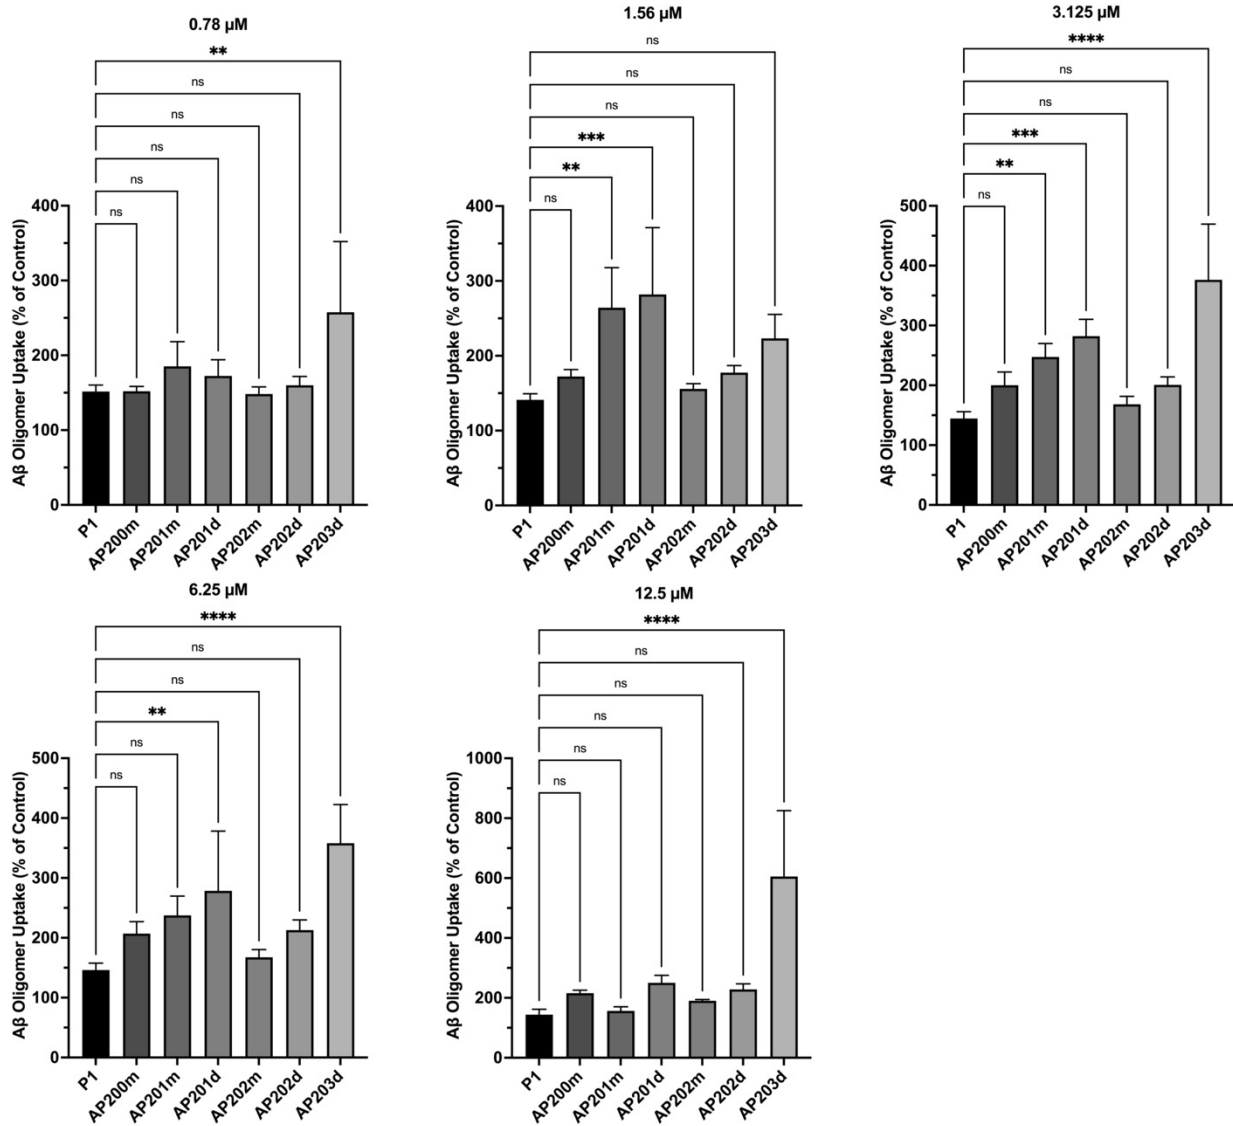 0.78 µM
**
ns
ns
ns
ns
ns
Aβ Oligomer Uptake (% of Control)
400
300
200
100
0
P1
AP200m
AP201m
AP201d
AP202m
AP202d
AP203d
1.56 µM
ns
ns
ns
***
**
ns
Aβ Oligomer Uptake (% of Control)
400
300
200
100
0
P1
AP200m
AP201m
AP201d
AP202m
AP202d
AP203d
3.125 µM
****
ns
ns
***
**
ns
Aβ Oligomer Uptake (% of Control)
500
400
300
200
100
0
P1
AP200m
AP201m
AP201d
AP202m
AP202d
AP203d
6.25 µM
****
ns
ns
**
ns
ns
Aβ Oligomer Uptake (% of Control)
500
400
300
200
100
0
P1
AP200m
AP201m
AP201d
AP202m
AP202d
AP203d
12.5 µM
****
ns
ns
ns
ns
ns
Aβ Oligomer Uptake (% of Control)
1000
800
600
400
200
0
P1
AP200m
AP201m
AP201d
AP202m
AP202d
AP203d